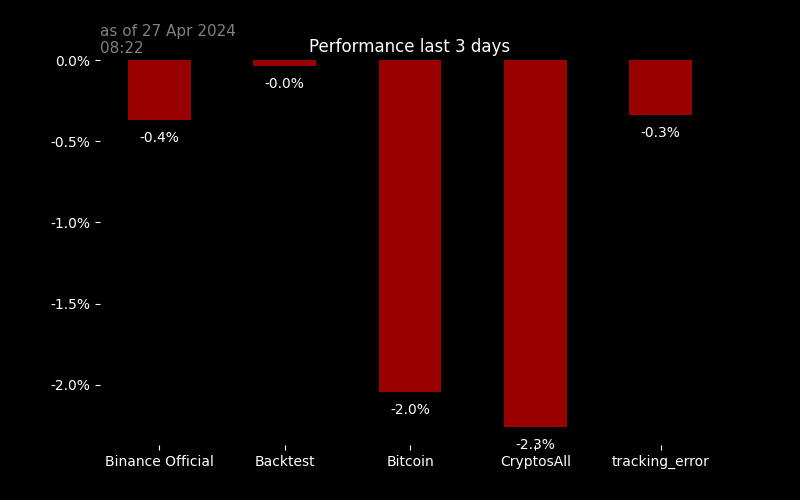 as of 27 Apr 2024
08:22
Performance last 3 days
0.0%
-0.5%
-1.0%
-1.5%
-2.0%
-0.4%
-0.0%
-2.0%
-2.3%
-0.3%
Binance Official
Backtest
Bitcoin
CryptosAll
tracking_error